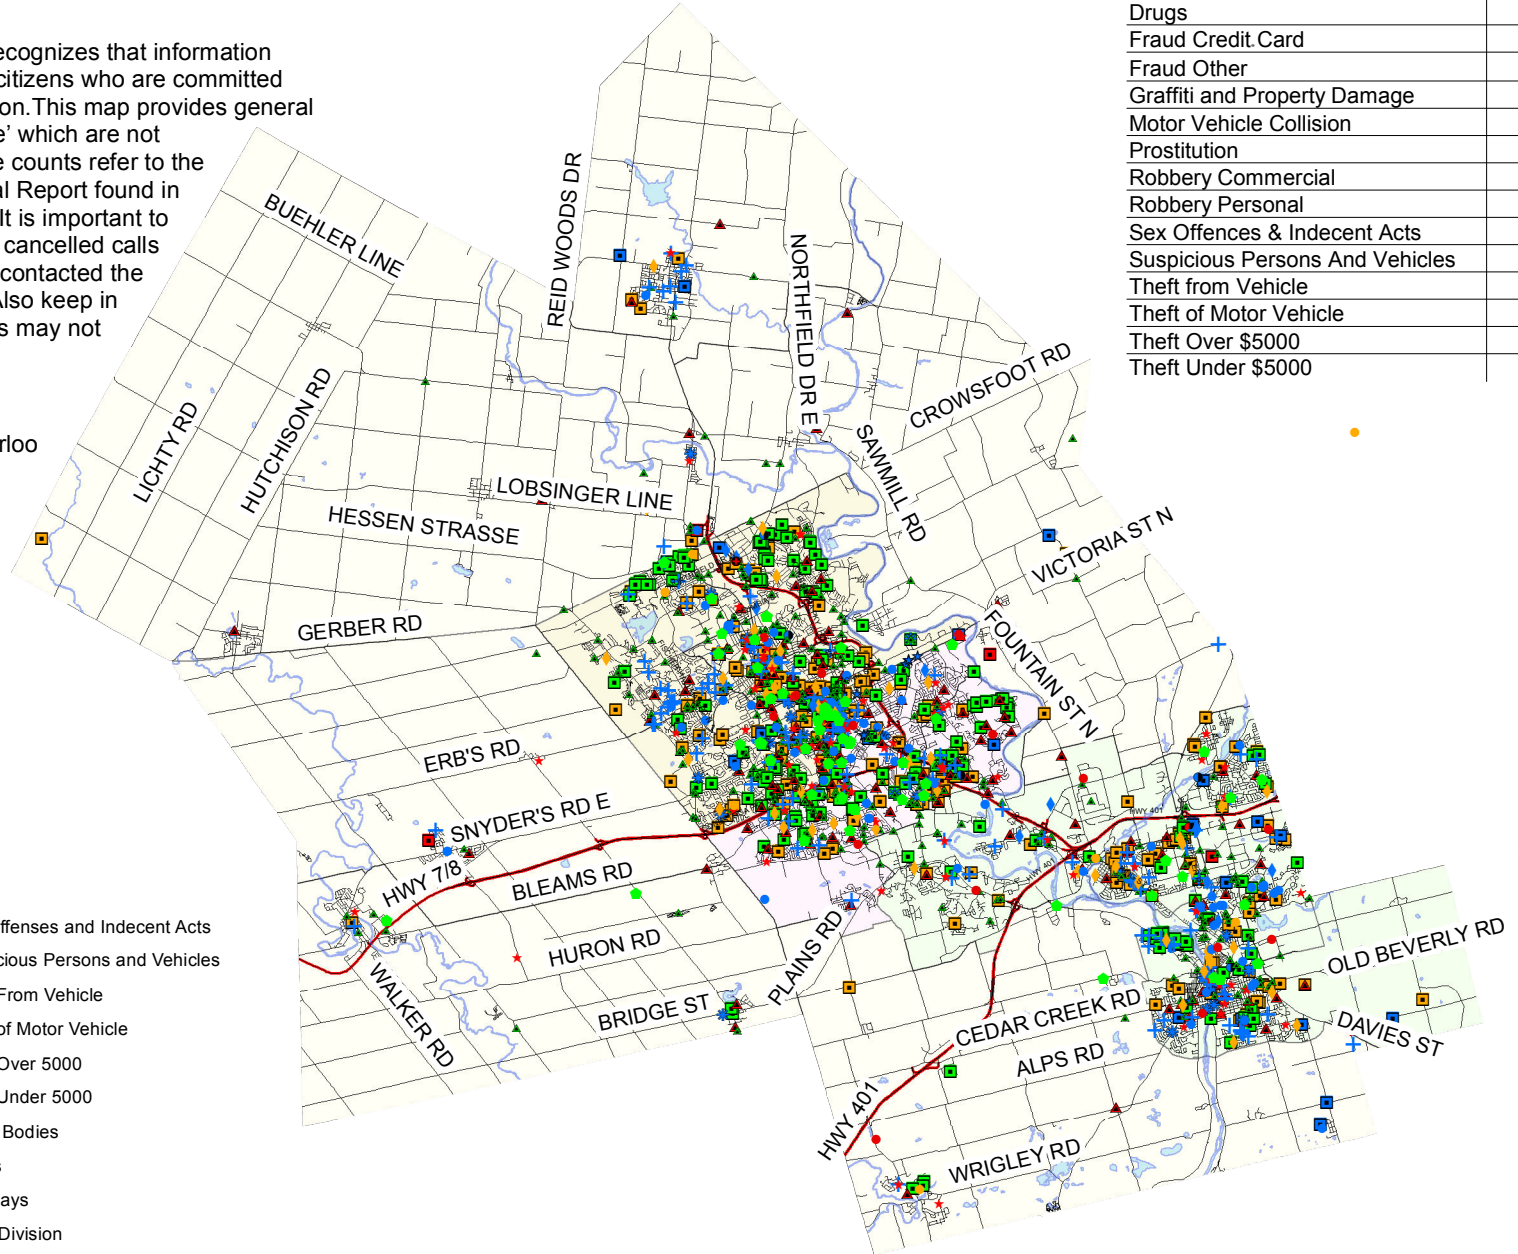 ecognizes that information
citizens who are committed
on.This map provides general
e' which are not
e counts refer to the
al Report found in
It is important to
cancelled calls
contacted the
Also keep in
s may not
rloo
Drugs
Fraud Credit Card
Fraud Other
Graffiti and Property Damage
Motor Vehicle Collision
Prostitution
Robbery Commercial
Robbery Personal
Sex Offences & Indecent Acts
Suspicious Persons And Vehicles
Theft from Vehicle
Theft of Motor Vehicle
Theft Over $5000
Theft Under $5000
BUEHLER LINE
REID WOODS DR
NORTHFIELD DR E
CROWSFOOT RD
LICHTY RD
HUTCHISON RD
SAWMILL RD
LOBSINGER LINE
HESSEN STRASSE
VICTORIA ST N
GERBER RD
FOUNTAIN ST N
ERB'S RD
SNYDER'S RD E
HWY 401
HWY 401
HWY 7/8
BLEAMS RD
HURON RD
PLAINS RD
OLD BEVERLY RD
WALKER RD
BRIDGE ST
CEDAR CREEK RD
DAVIES ST
ALPS RD
HWY 401
WRIGLEY RD
ffenses and Indecent Acts
cious Persons and Vehicles
From Vehicle
of Motor Vehicle
Over 5000
Under 5000
Bodies
s
ays
Division